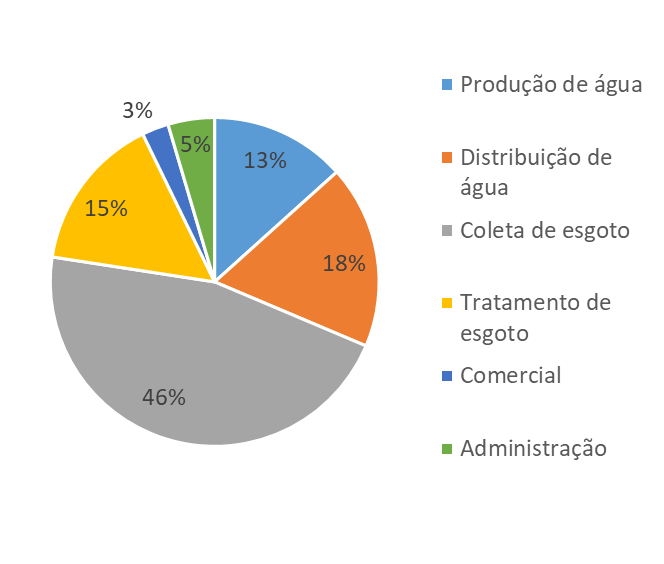 3%
5%
13%
15%
18%
46%
Produção de água
Distribuição de
água
Coleta de esgoto
Tratamento de
esgoto
Comercial
Administração